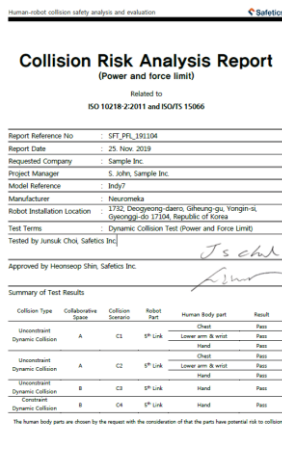 Human-robot collision safety analysis and evaluation
Safetics
Collision Risk Analysis Report
(Power and force limit)
Related to
ISO 10218-2:2011 and ISO/TS 15066
Report Reference No : SFT_PFL_191104
Report Date : 25. Nov. 2019
Requested Company : Sample Inc.
Project Manager : S. John, Sample Inc.
Model Reference : Indy7
Manufacturer : Neuromeka
Robot Installation Location : 1732, Deogyeong-daero, Giheung-gu, Yongin-si,
Gyeonggi-do 17104, Republic of Korea
Test Terms : Dynamic Collision Test (Power and Force Limit)
Tested by Junsuk Choi, Safetics Inc
Approved by Heonseop Shin, Safetics Inc.
Summary of Test Results
Collision Type Collaborative Space Collision Scenario Robot Part Human Body part Result
Unconstraint Dynamic Collision A C1 5th Link Chest Pass
Lower arm & wrist Pass
Hand Pass
Unconstraint Dynamic Collision A C2 5th Link Chest Pass
Lower arm & wrist Pass
Hand Pass
Unconstraint Dynamic Collision B C3 5th Link Hand Pass
Constraint Dynamic Collision B C4 5th Link Hand Pass
The human body parts are chosen by the request with the consideration of that the parts have potential risk to collision